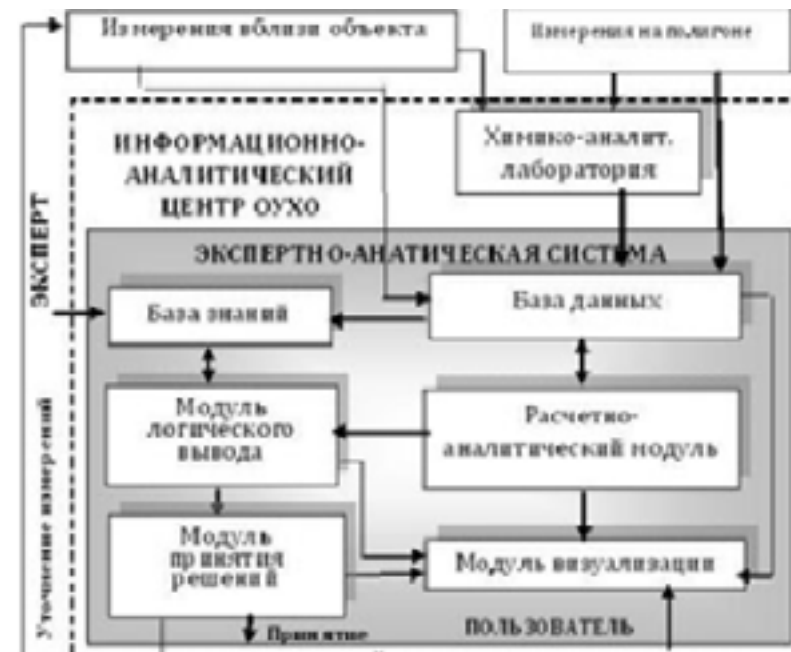 Измерения вблизи объекта
Измерения на полигоне
ИНФОРМАЦИОННО-
АНАЛИТИЧЕСКИЙ
ЦЕНТР ОУХО
Химико-аналит.
лаборатория
ЭКСПЕРТ
ЭКСПЕРТНО-АНАТИЧЕСКАЯ СИСТЕМА
База знаний
База данных
Модуль
логического
вывода
Расчетно-
аналитический модуль
Уточнение измерений
Модуль
принятия
решений
Модуль визуализации
Принятие
ПОЛЬЗОВАТЕЛЬ